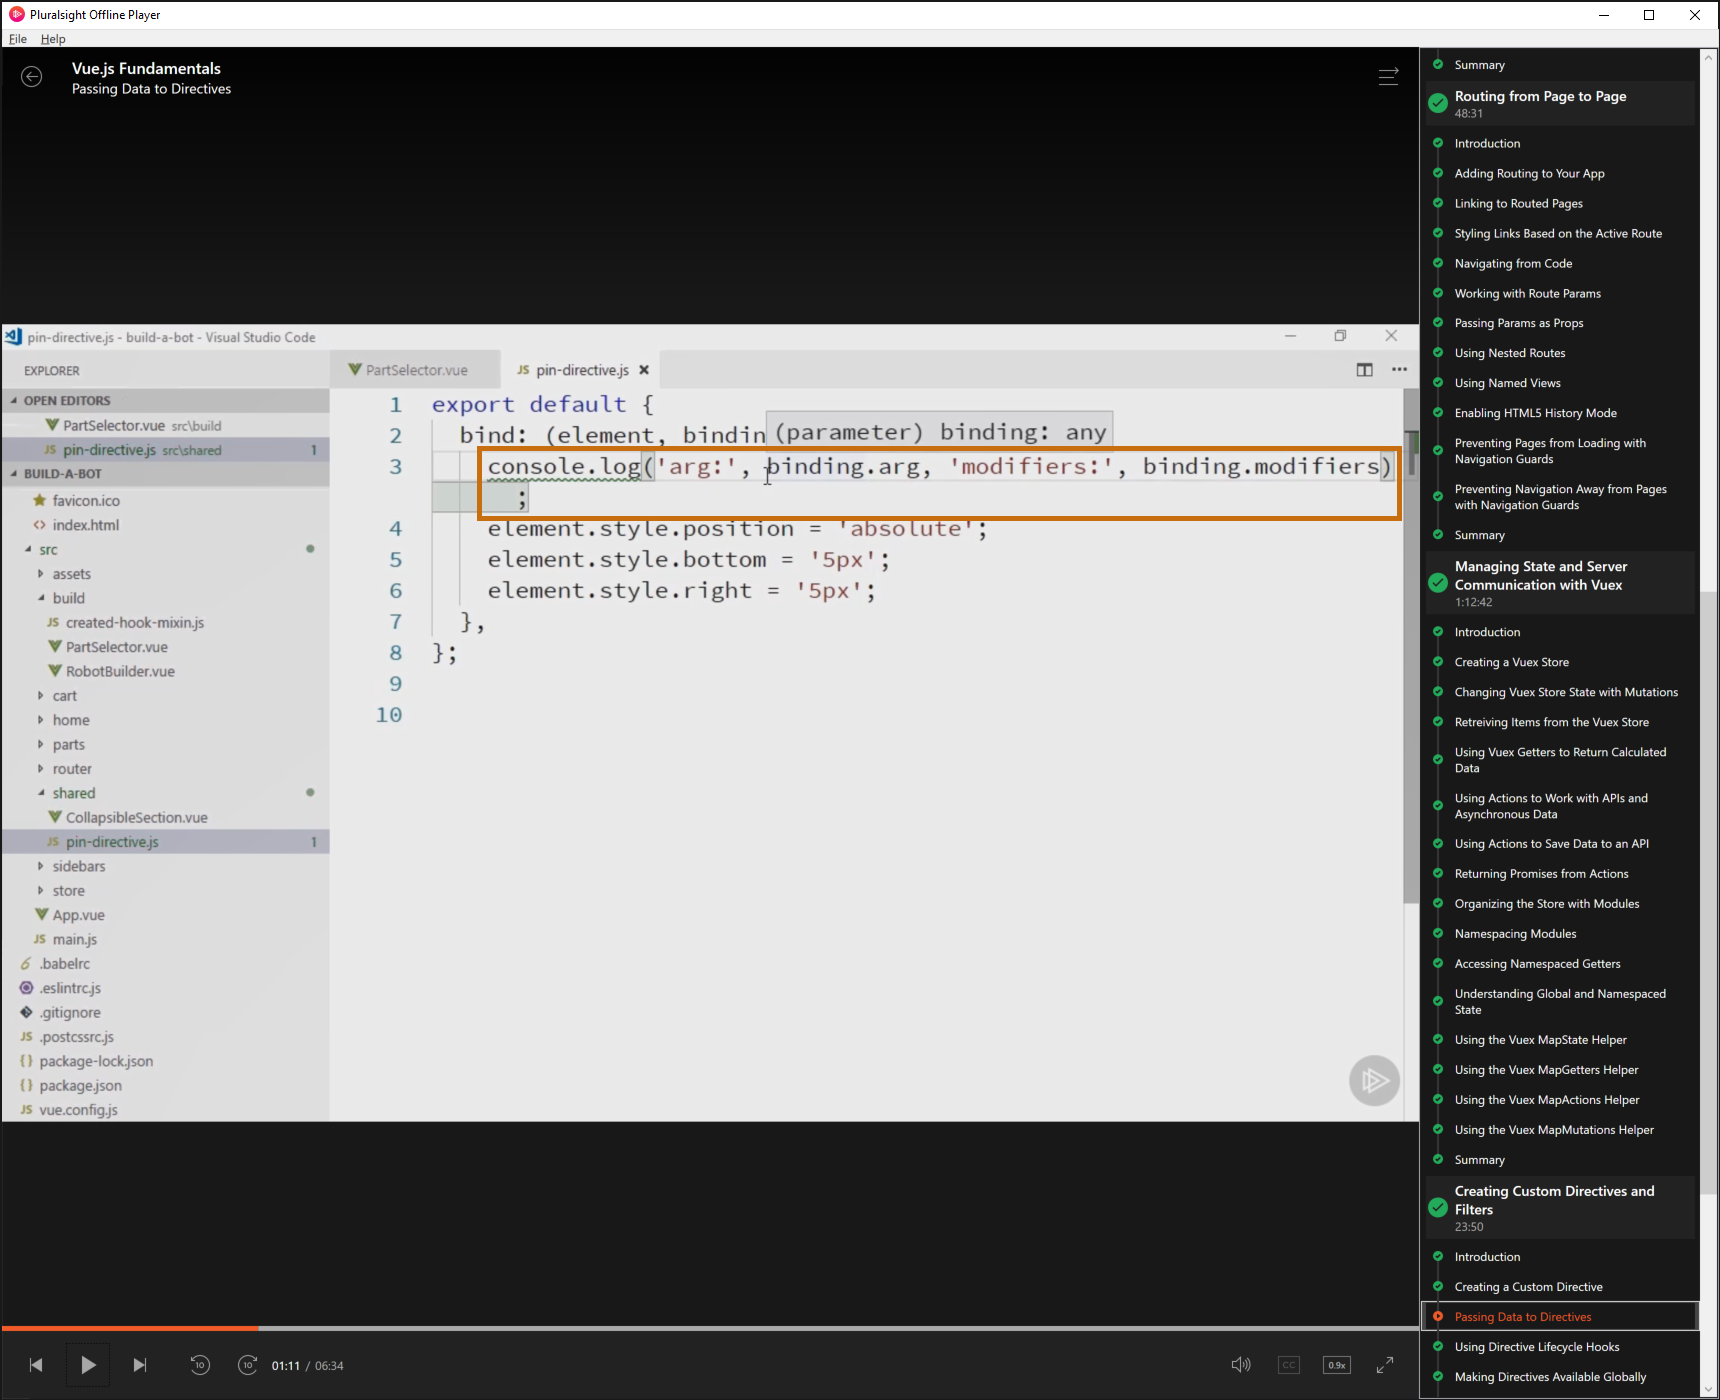 Pluralsight Offline Player
File Help
Vue.js Fundamentals
Passing Data to Directives
pin-directive.js - build-a-bot - Visual Studio Code
EXPLORER
OPEN EDITORS
PartSelector.vue src\build
pin-directive.js src\shared 1
BUILD-A-BOT
favicon.ico
index.html
src
assets
build
created-hook-mixin.js
PartSelector.vue
RobotBuilder.vue
cart
home
parts
router
shared
CollapsibleSection.vue
pin-directive.js 1
sidebars
store
App.vue
main.js
.babelrc
.eslintrc.js
.gitignore
.postcssrc.js
package-lock.json
package.json
vue.config.js
PartSelector.vue
JS pin-directive.js
1 export default {
2 bind: (element, bindin
(parameter) binding: any
3 console.log('arg:', binding.arg, 'modifiers:', binding.modifiers)
;
4 element.style.position = 'absolute';
5 element.style.bottom = '5px';
6 element.style.right = '5px';
7 },
8 };
9
10
01:11 / 06:34
10
10
CC
0.9x
Summary
Routing from Page to Page
48:31
Introduction
Adding Routing to Your App
Linking to Routed Pages
Styling Links Based on the Active Route
Navigating from Code
Working with Route Params
Passing Params as Props
Using Nested Routes
Using Named Views
Enabling HTML5 History Mode
Preventing Pages from Loading with
Navigation Guards
Preventing Navigation Away from Pages
with Navigation Guards
Summary
Managing State and Server
Communication with Vuex
1:12:42
Introduction
Creating a Vuex Store
Changing Vuex Store State with Mutations
Retreiving Items from the Vuex Store
Using Vuex Getters to Return Calculated
Data
Using Actions to Work with APIs and
Asynchronous Data
Using Actions to Save Data to an API
Returning Promises from Actions
Organizing the Store with Modules
Namespacing Modules
Accessing Namespaced Getters
Understanding Global and Namespaced
State
Using the Vuex MapState Helper
Using the Vuex MapGetters Helper
Using the Vuex MapActions Helper
Using the Vuex MapMutations Helper
Summary
Creating Custom Directives and
Filters
23:50
Introduction
Creating a Custom Directive
Passing Data to Directives
Using Directive Lifecycle Hooks
Making Directives Available Globally